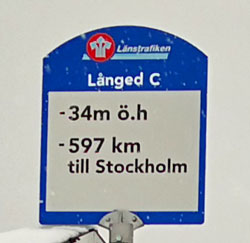 Länstrafiken
Långed C
-34m ö.h
-597 km
till Stockholm